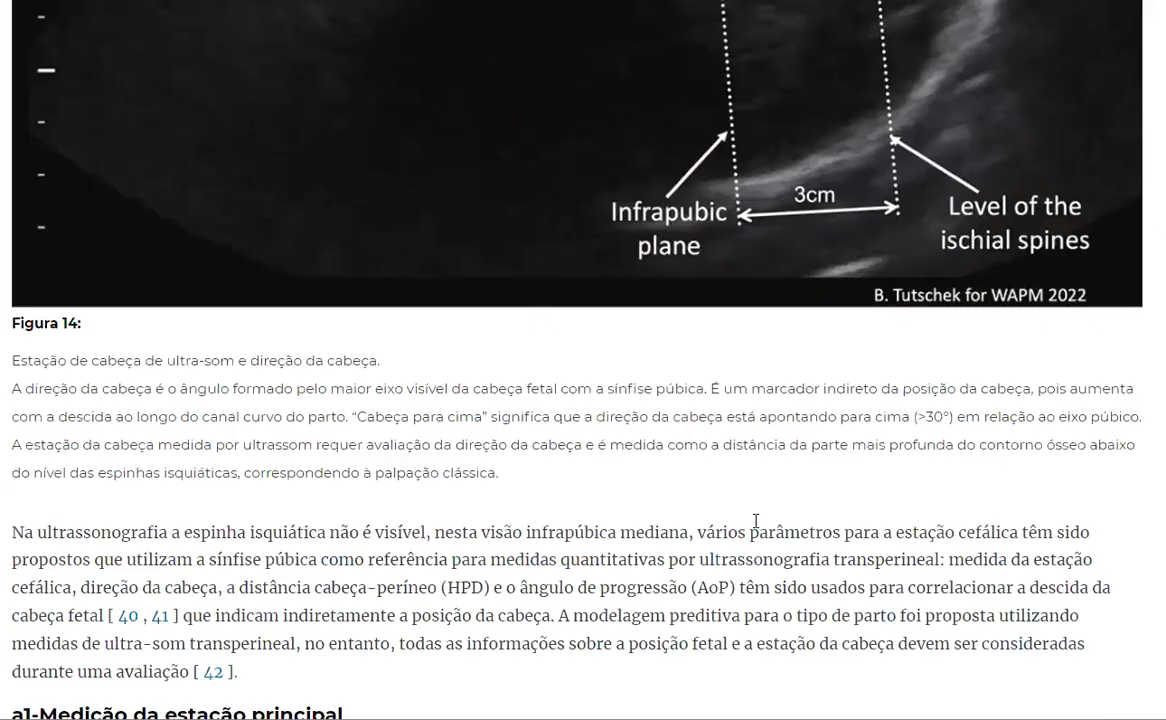 3cm
Infrapubic
plane
Level of the
ischial spines
B. Tutschek for WAPM 2022
Figura 14:
Estação de cabeça de ultra-som e direção da cabeça.
A direção da cabeça é o ângulo formado pelo maior eixo visível da cabeça fetal com a sínfise púbica. É um marcador indireto da posição da cabeça, pois aumenta
com a descida ao longo do canal curvo do parto. “Cabeça para cima” significa que a direção da cabeça está apontando para cima (>30°) em relação ao eixo púbico.
A estação da cabeça medida por ultrassom requer avaliação da direção da cabeça e é medida como a distância da parte mais profunda do contorno ósseo abaixo
do nível das espinhas isquiáticas, correspondendo à palpação clássica.
Na ultrassonografia a espinha isquiática não é visível, nesta visão infrapúbica mediana, vários parâmetros para a estação cefálica têm sido
propostos que utilizam a sínfise púbica como referência para medidas quantitativas por ultrassonografia transperineal: medida da estação
cefálica, direção da cabeça, a distância cabeça-períneo (HPD) e o ângulo de progressão (AoP) têm sido usados para correlacionar a descida da
cabeça fetal [ 40 , 41 ] que indicam indiretamente a posição da cabeça. A modelagem preditiva para o tipo de parto foi proposta utilizando
medidas de ultra-som transperineal, no entanto, todas as informações sobre a posição fetal e a estação da cabeça devem ser consideradas
durante uma avaliação [ 42 ].
a1-Medição da estação principal